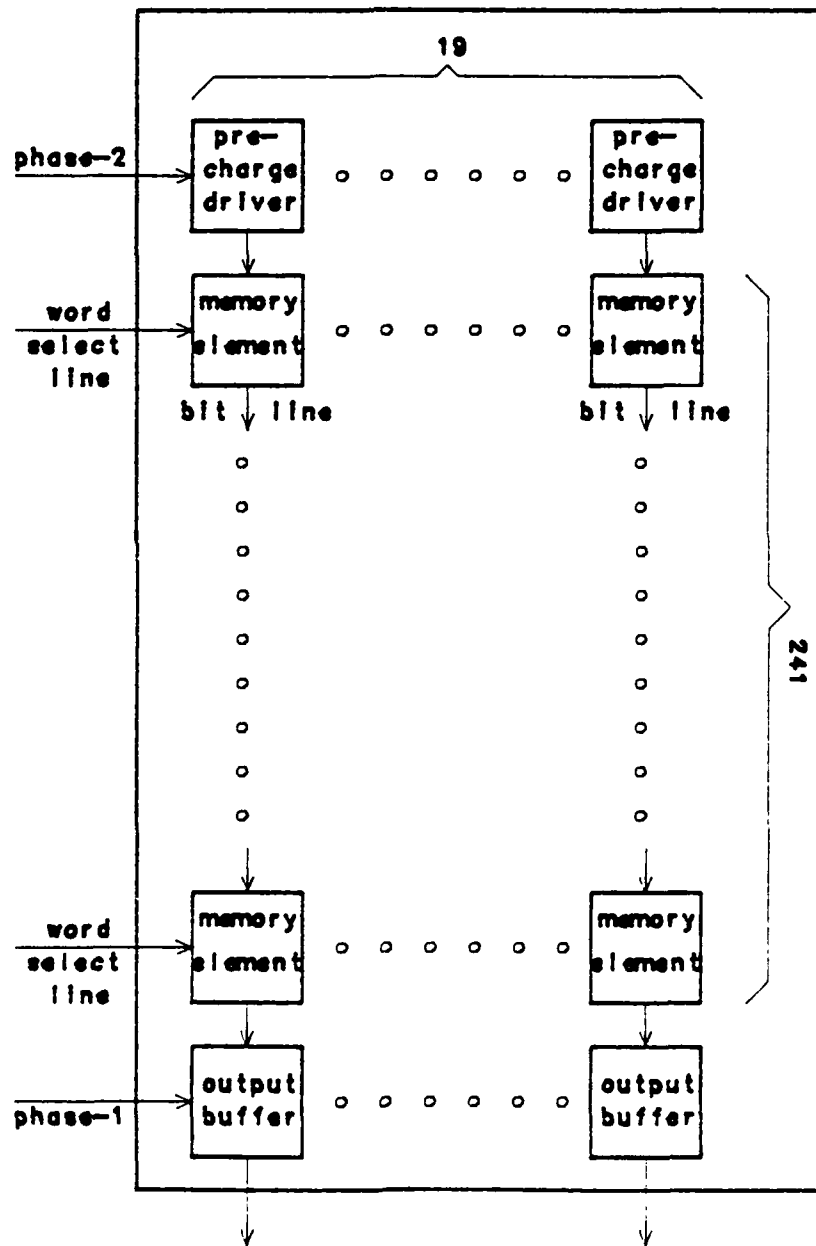 19
pre-
charge
driver
pre-
charge
driver
phase-2
memory
element
memory
element
word
select
line
bit line
bit line
241
memory
element
memory
element
word
select
line
output
buffer
output
buffer
phase-1